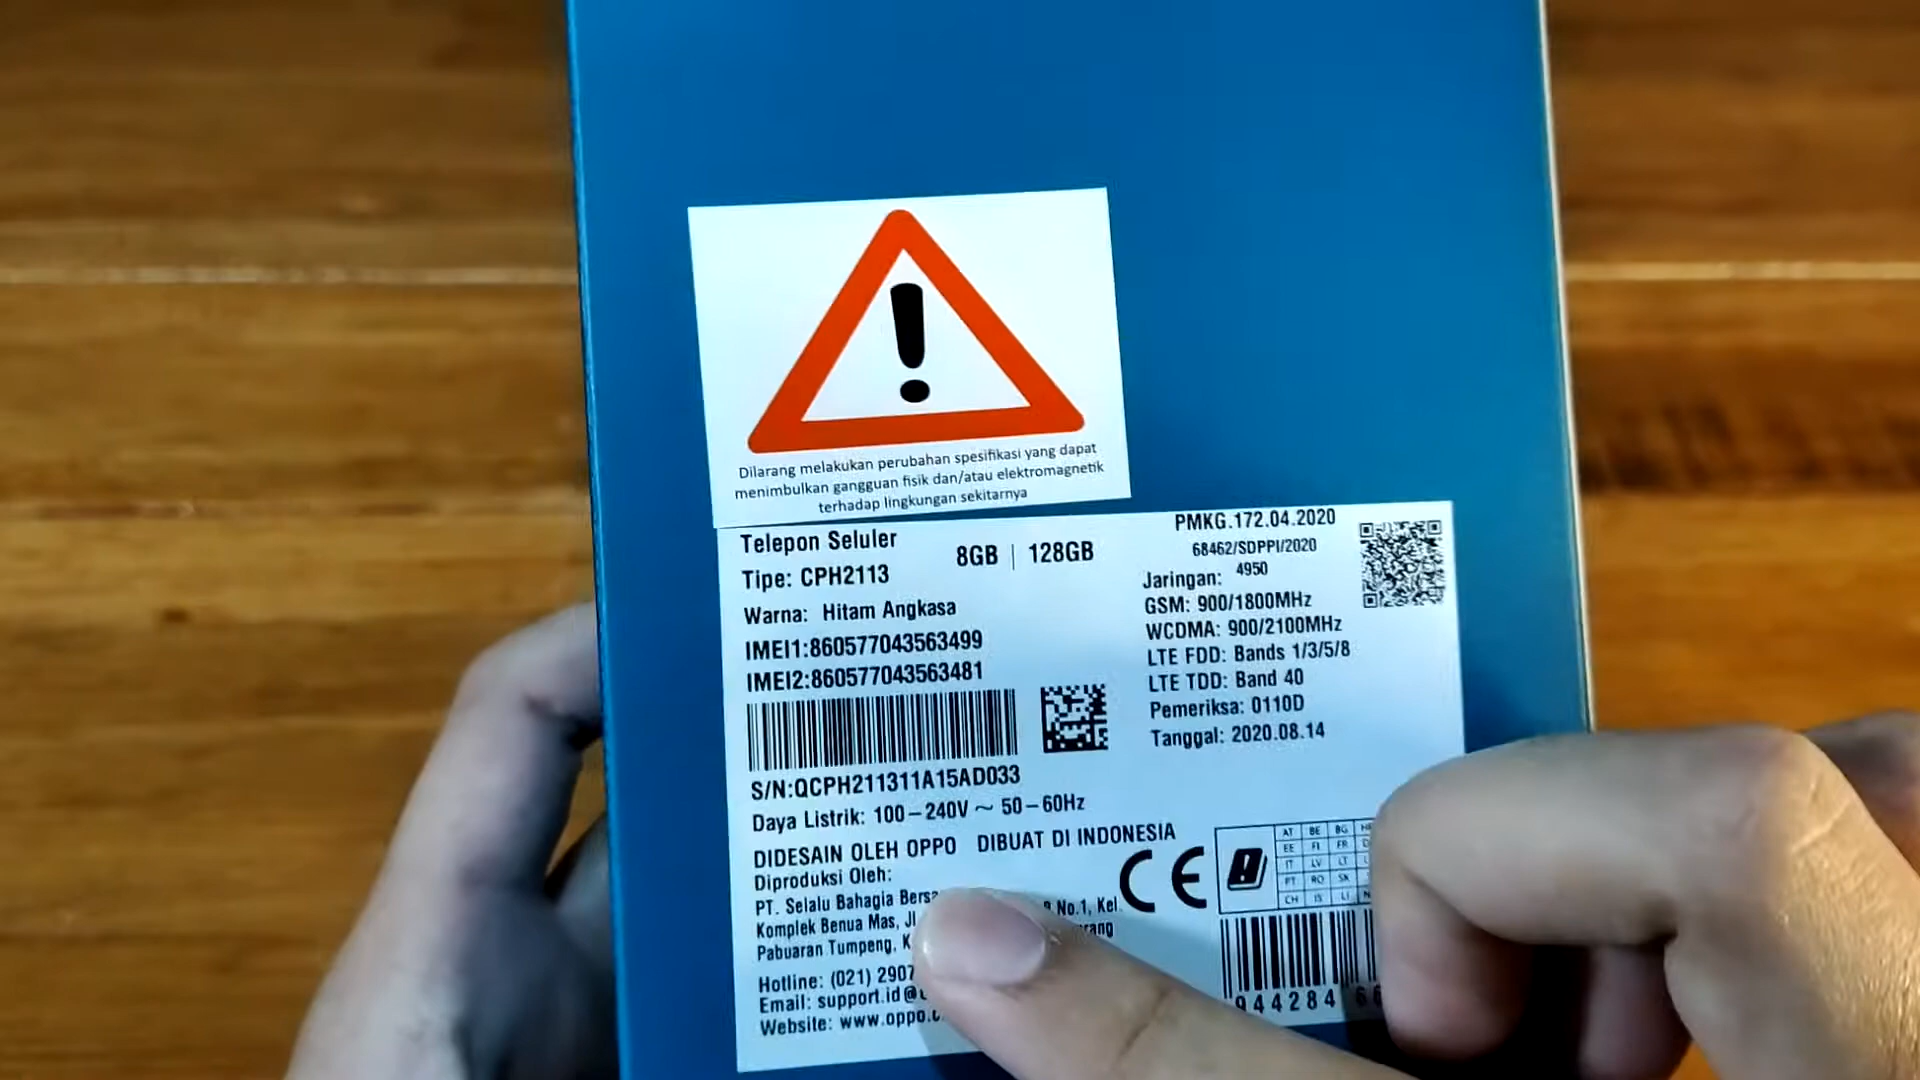 Dilarang melakukan perubahan spesifikasi yang dapat
menimbulkan gangguan fisik dan/atau elektromagnetik
terhadap lingkungan sekitarnya
Telepon Seluler
8GB | 128GB
Tipe: CPH2113
Warna: Hitam Angkasa
IMEI1:860577043563499
IMEI2:860577043563481
S/N:QCPH211311A15AD033
Daya Listrik: 100-240V ~ 50-60Hz
DIDESAIN OLEH OPPO DIBUAT DI INDONESIA
Diproduksi Oleh:
PT. Selalu Bahagia
Komplek Benua Mas, No.1, Kel.
Pabuaran Tumpeng,
Hotline: (021) 2907
Email: support.id@
Website: www.oppo.
PMKG.172.04.2020
68462/SDPPI/2020
4950
Jaringan:
GSM: 900/1800MHz
WCDMA: 900/2100MHz
LTE FDD: Bands 1/3/5/8
LTE TDD: Band 40
Pemeriksa: 0110D
Tanggal: 2020.08.14
CE
AT BE BG
EE FI FR
IT LV LT
PT RO SK
CH IS LI
944284 66